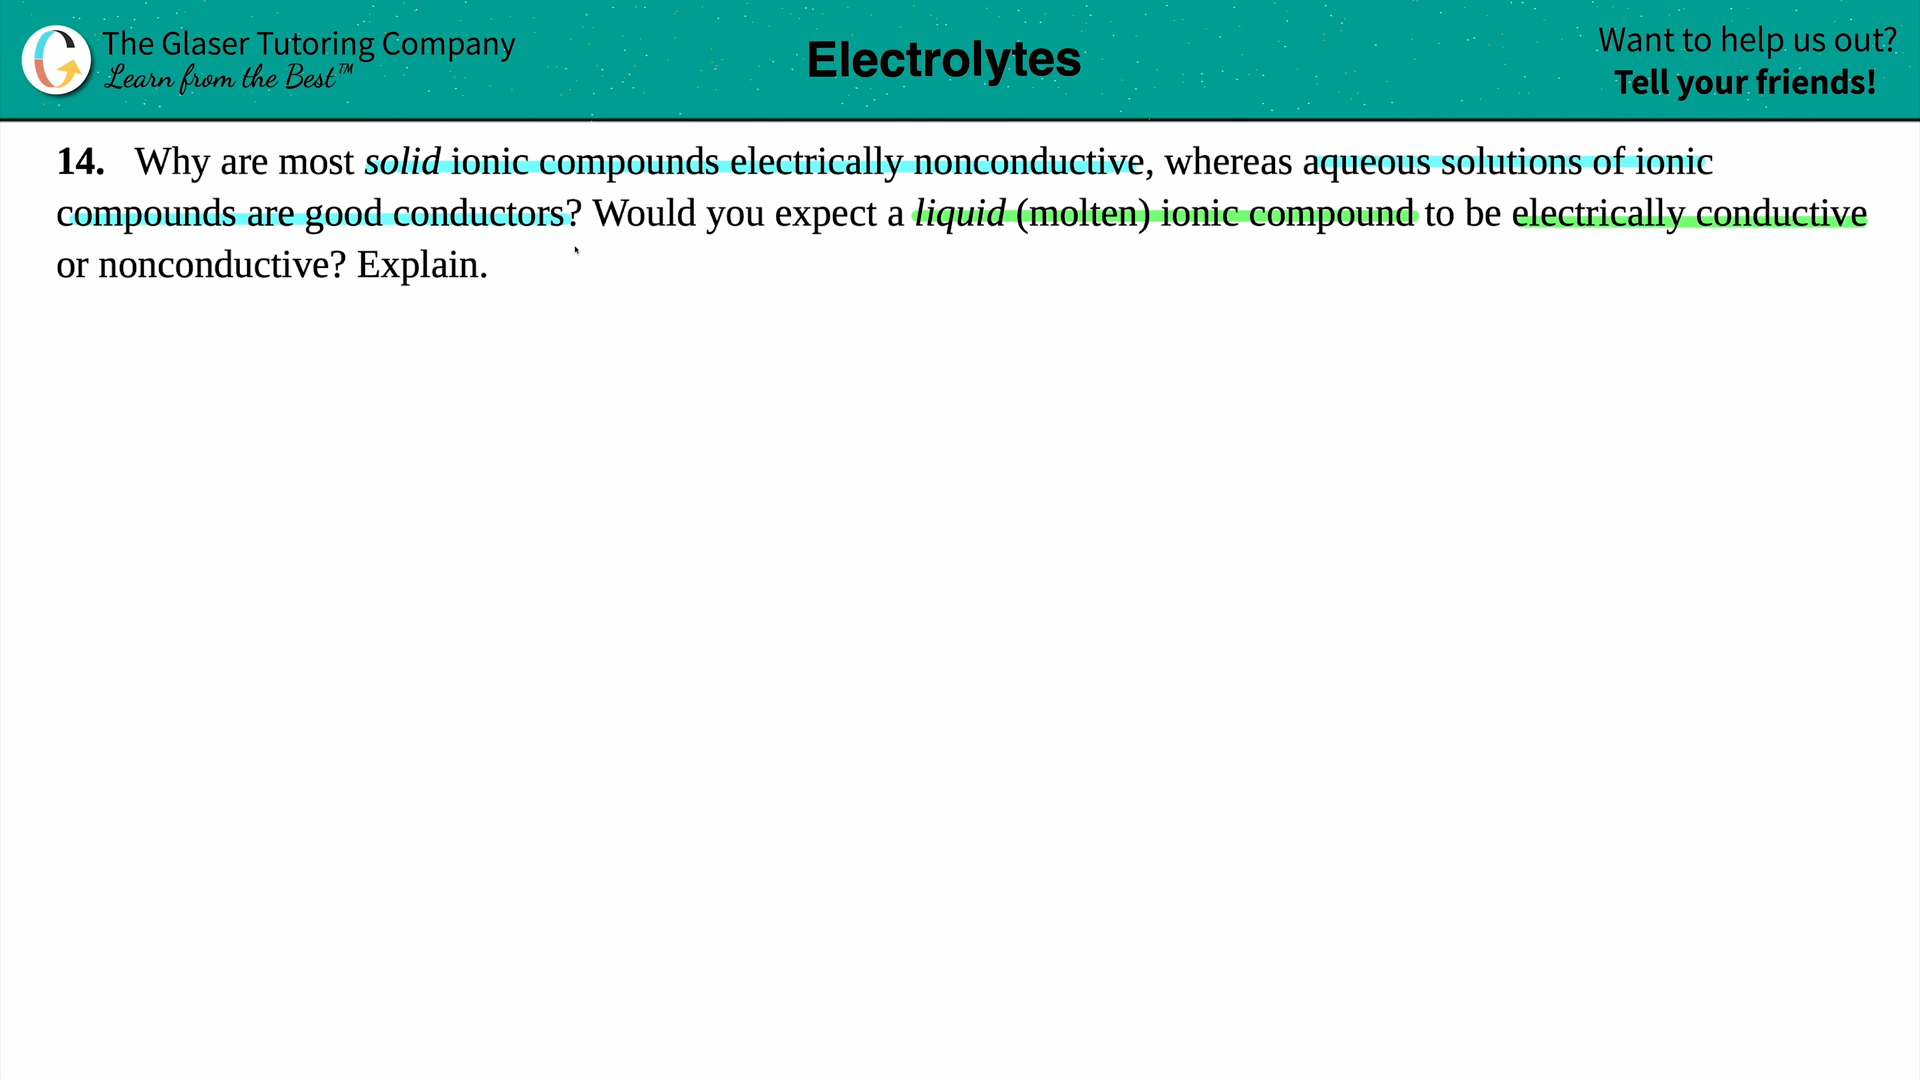 The Glaser Tutoring Company
Learn from the Best™
Electrolytes
Want to help us out?
Tell your friends!
14. Why are most solid ionic compounds electrically nonconductive, whereas aqueous solutions of ionic
compounds are good conductors? Would you expect a liquid (molten) ionic compound to be electrically conductive
or nonconductive? Explain.